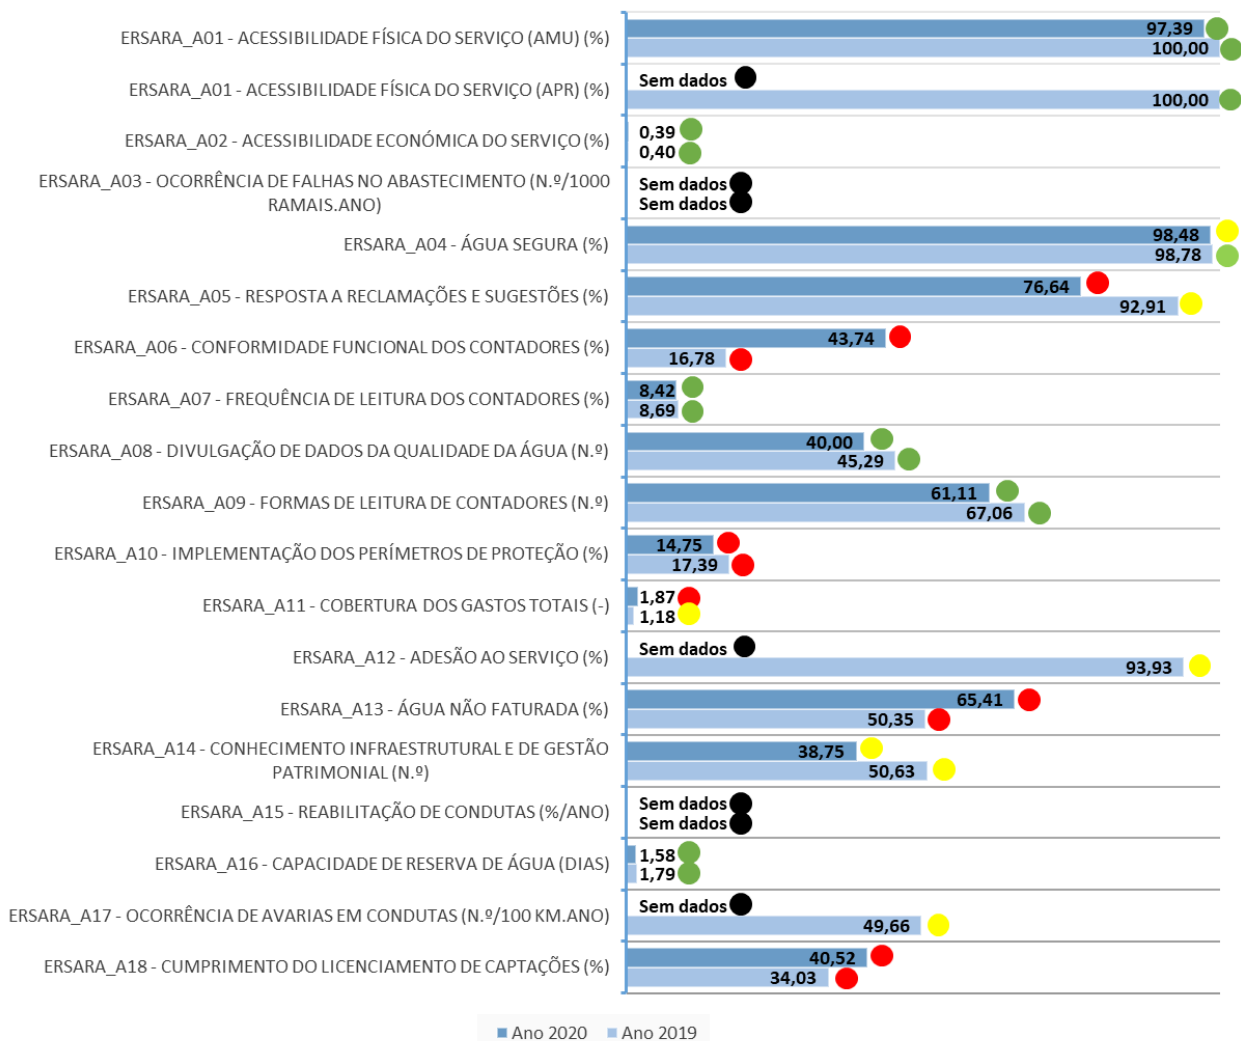 ERSARA_A01 - ACESSIBILIDADE FÍSICA DO SERVIÇO (AMU) (%)
97,39
100,00
ERSARA_A01 - ACESSIBILIDADE FÍSICA DO SERVIÇO (APR) (%)
Sem dados
100,00
ERSARA_A02 - ACESSIBILIDADE ECONÓMICA DO SERVIÇO (%)
0,39
0,40
ERSARA_A03 - OCORRÊNCIA DE FALHAS NO ABASTECIMENTO (N.º/1000
RAMAIS.ANO)
Sem dados
Sem dados
ERSARA_A04 - ÁGUA SEGURA (%)
98,48
98,78
ERSARA_A05 - RESPOSTA A RECLAMAÇÕES E SUGESTÕES (%)
76,64
92,91
ERSARA_A06 - CONFORMIDADE FUNCIONAL DOS CONTADORES (%)
43,74
16,78
ERSARA_A07 - FREQUÊNCIA DE LEITURA DOS CONTADORES (%)
8,42
8,69
ERSARA_A08 - DIVULGAÇÃO DE DADOS DA QUALIDADE DA ÁGUA (N.º)
40,00
45,29
ERSARA_A09 - FORMAS DE LEITURA DE CONTADORES (N.º)
61,11
67,06
ERSARA_A10 - IMPLEMENTAÇÃO DOS PERÍMETROS DE PROTEÇÃO (%)
14,75
17,39
ERSARA_A11 - COBERTURA DOS GASTOS TOTAIS (-)
1,87
1,18
ERSARA_A12 - ADESÃO AO SERVIÇO (%)
Sem dados
93,93
ERSARA_A13 - ÁGUA NÃO FATURADA (%)
65,41
50,35
ERSARA_A14 - CONHECIMENTO INFRAESTRUTURAL E DE GESTÃO
PATRIMONIAL (N.º)
38,75
50,63
ERSARA_A15 - REABILITAÇÃO DE CONDUTAS (%/ANO)
Sem dados
Sem dados
ERSARA_A16 - CAPACIDADE DE RESERVA DE ÁGUA (DIAS)
1,58
1,79
ERSARA_A17 - OCORRÊNCIA DE AVARIAS EM CONDUTAS (N.º/100 KM.ANO)
Sem dados
49,66
ERSARA_A18 - CUMPRIMENTO DO LICENCIAMENTO DE CAPTAÇÕES (%)
40,52
34,03
Ano 2020 Ano 2019